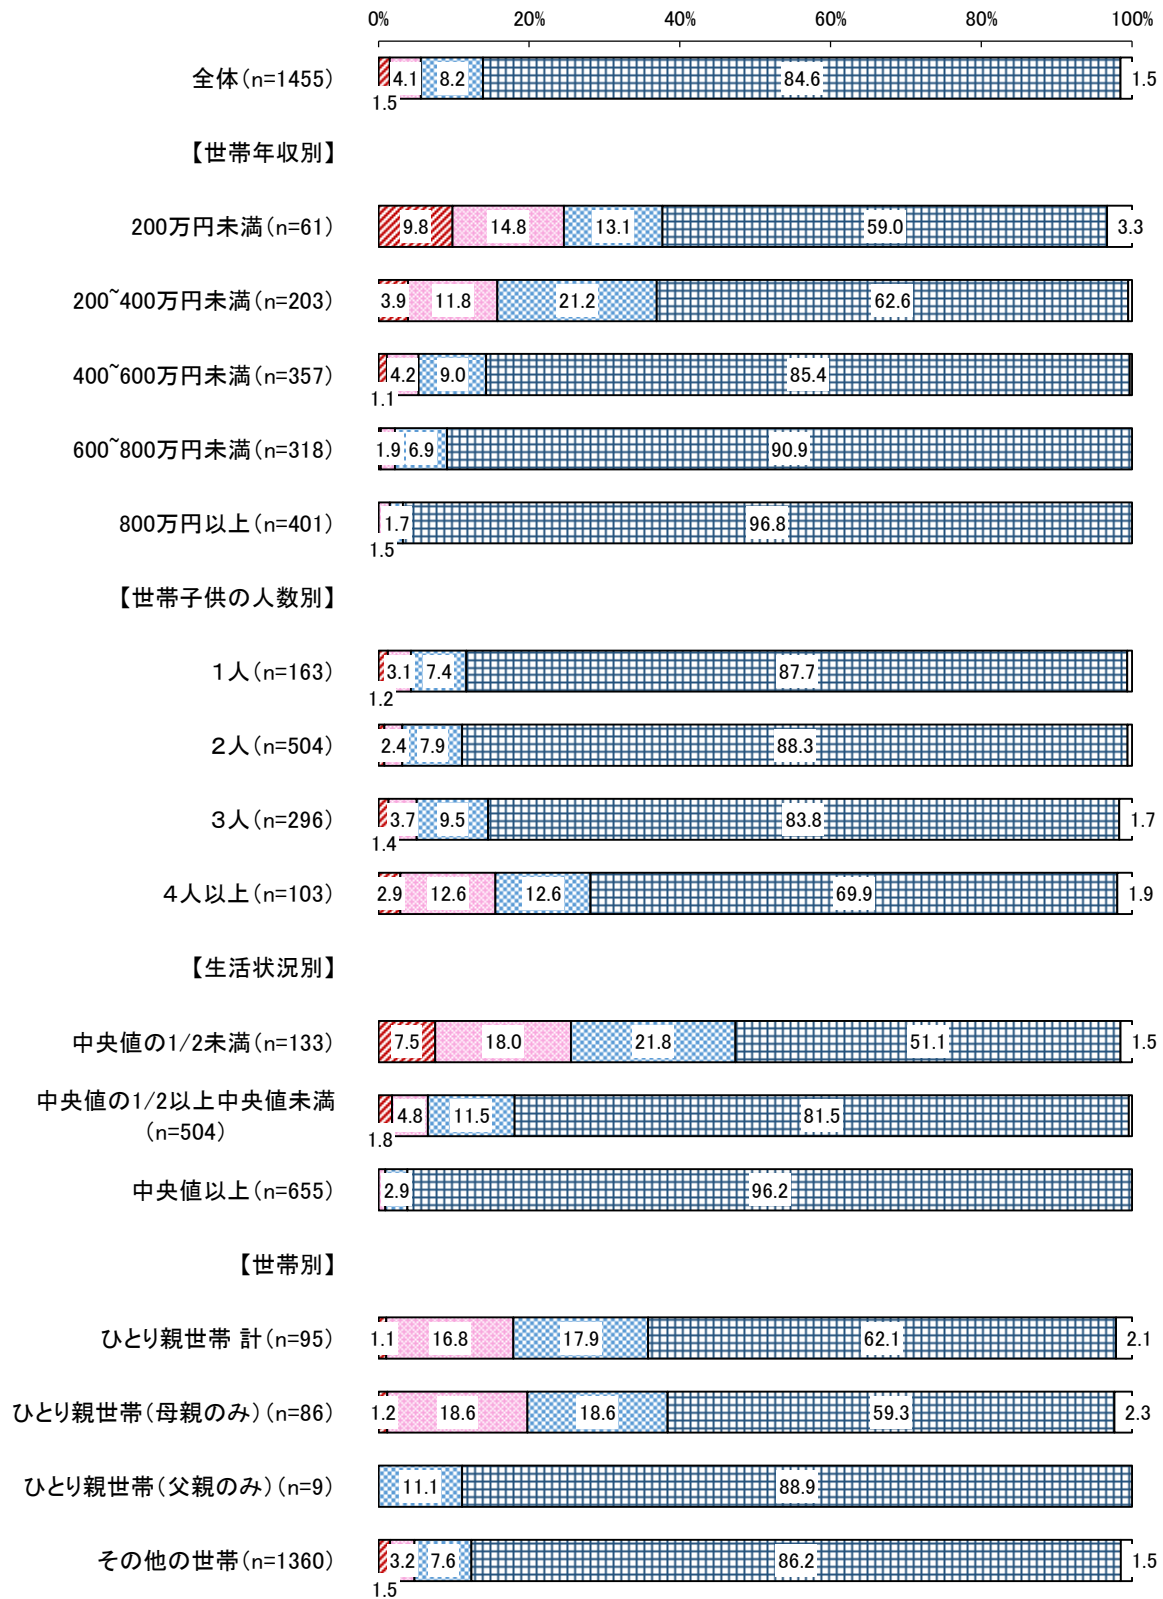 0% 20% 40% 60% 80% 100%
全体（n=1455） 4.1 8.2 84.6 1.5
1.5
【世帯年収別】
200万円未満（n=61） 9.8 14.8 13.1 59.0 3.3
200~400万円未満（n=203） 3.9 11.8 21.2 62.6
400~600万円未満（n=357） 4.2 9.0 85.4
1.1
600~800万円未満（n=318） 1.9 6.9 90.9
800万円以上（n=401） 1.7 96.8
1.5
【世帯子供の人数別】
１人（n=163） 3.1 7.4 87.7
1.2
２人（n=504） 2.4 7.9 88.3
３人（n=296） 3.7 9.5 83.8 1.7
1.4
４人以上（n=103） 2.9 12.6 12.6 69.9 1.9
【生活状況別】
中央値の1/2未満（n=133） 7.5 18.0 21.8 51.1 1.5
中央値の1/2以上中央値未満
（n=504） 4.8 11.5 81.5
1.8
中央値以上（n=655） 2.9 96.2
【世帯別】
ひとり親世帯 計（n=95） 1.1 16.8 17.9 62.1 2.1
ひとり親世帯（母親のみ）（n=86） 1.2 18.6 18.6 59.3 2.3
ひとり親世帯（父親のみ）（n=9） 11.1 88.9
その他の世帯（n=1360） 3.2 7.6 86.2 1.5
1.5